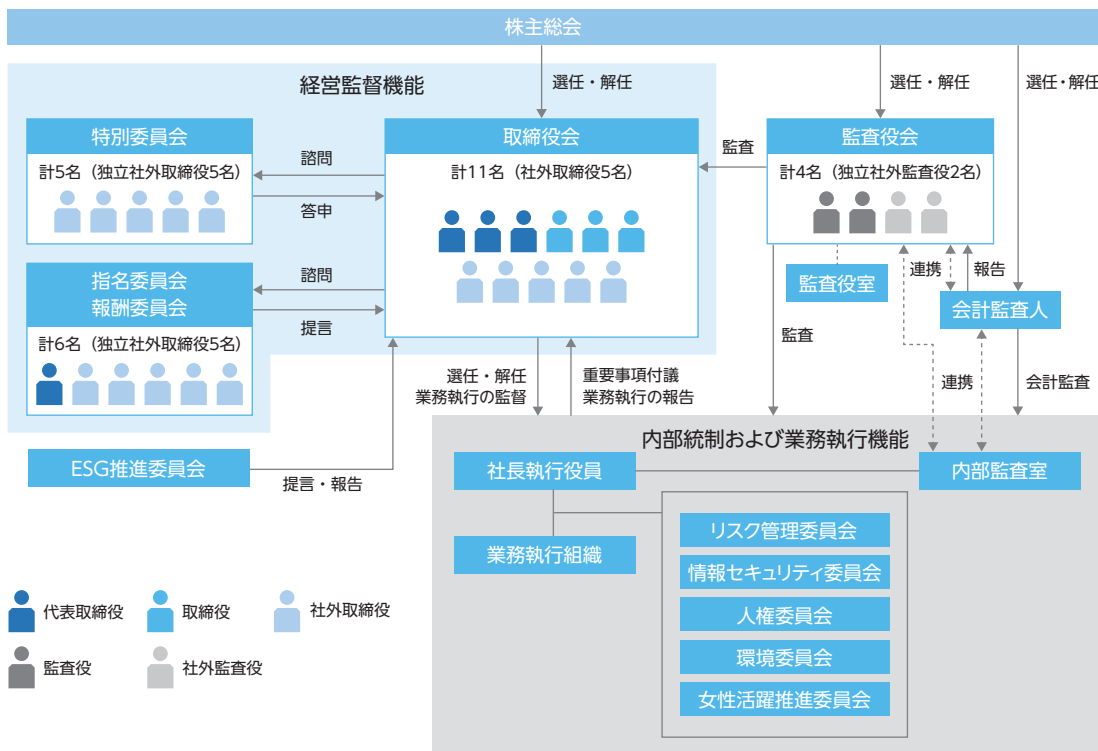 株主総会
選任・解任
選任・解任
選任・解任
経営監督機能
特別委員会
計5名（独立社外取締役5名）
諮問
答申
取締役会
計11名（社外取締役5名）
監査
監査役会
計4名（独立社外監査役2名）
指名委員会
報酬委員会
計6名（独立社外取締役5名）
諮問
提言
監査役室
連携
報告
会計監査人
監査
選任・解任
業務執行の監督
重要事項付議
業務執行の報告
連携
会計監査
ESG推進委員会
提言・報告
内部統制および業務執行機能
社長執行役員
内部監査室
業務執行組織
リスク管理委員会
情報セキュリティ委員会
人権委員会
環境委員会
女性活躍推進委員会
代表取締役
取締役
社外取締役
監査役
社外監査役